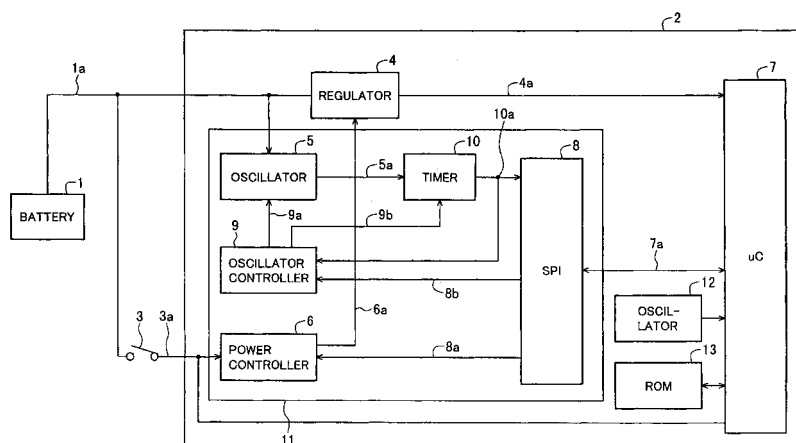 2
1a
4
4a
7
REGULATOR
10a
5
10
8
OSCILLATOR
5a
TIMER
1
BATTERY
9a
9b
9
OSCILLATOR
CONTROLLER
SPI
uC
7a
8b
12
6a
OSCIL-
LATOR
3
3a
6
POWER
CONTROLLER
8a
13
ROM
11